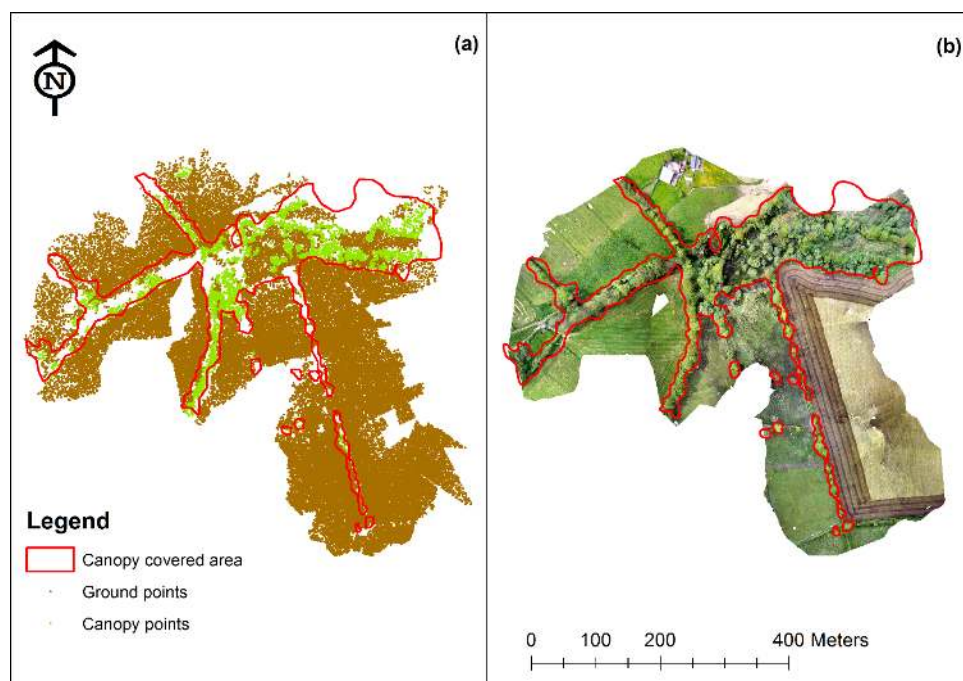 (a)
(b)
N
Legend
Canopy covered area
Ground points
Canopy points
0 100 200 400 Meters